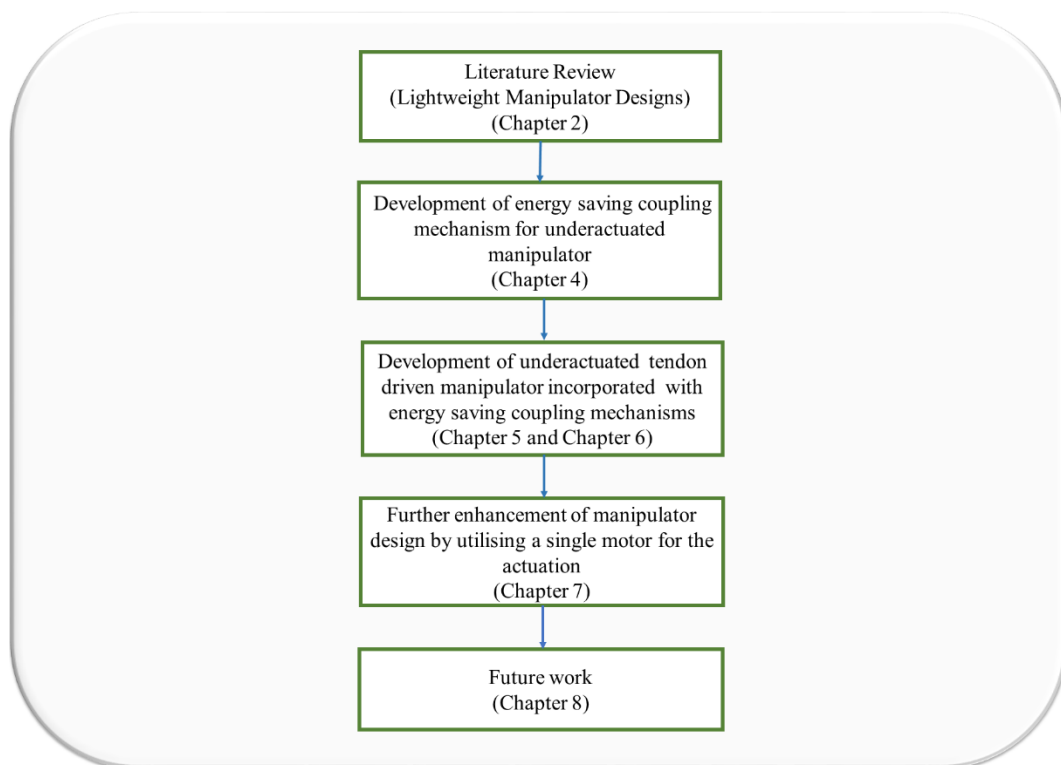 Literature Review
(Lightweight Manipulator Designs)
(Chapter 2)
Development of energy saving coupling
mechanism for underactuated
manipulator
(Chapter 4)
Development of underactuated tendon
driven manipulator incorporated with
energy saving coupling mechanisms
(Chapter 5 and Chapter 6)
Further enhancement of manipulator
design by utilising a single motor for the
actuation
(Chapter 7)
Future work
(Chapter 8)